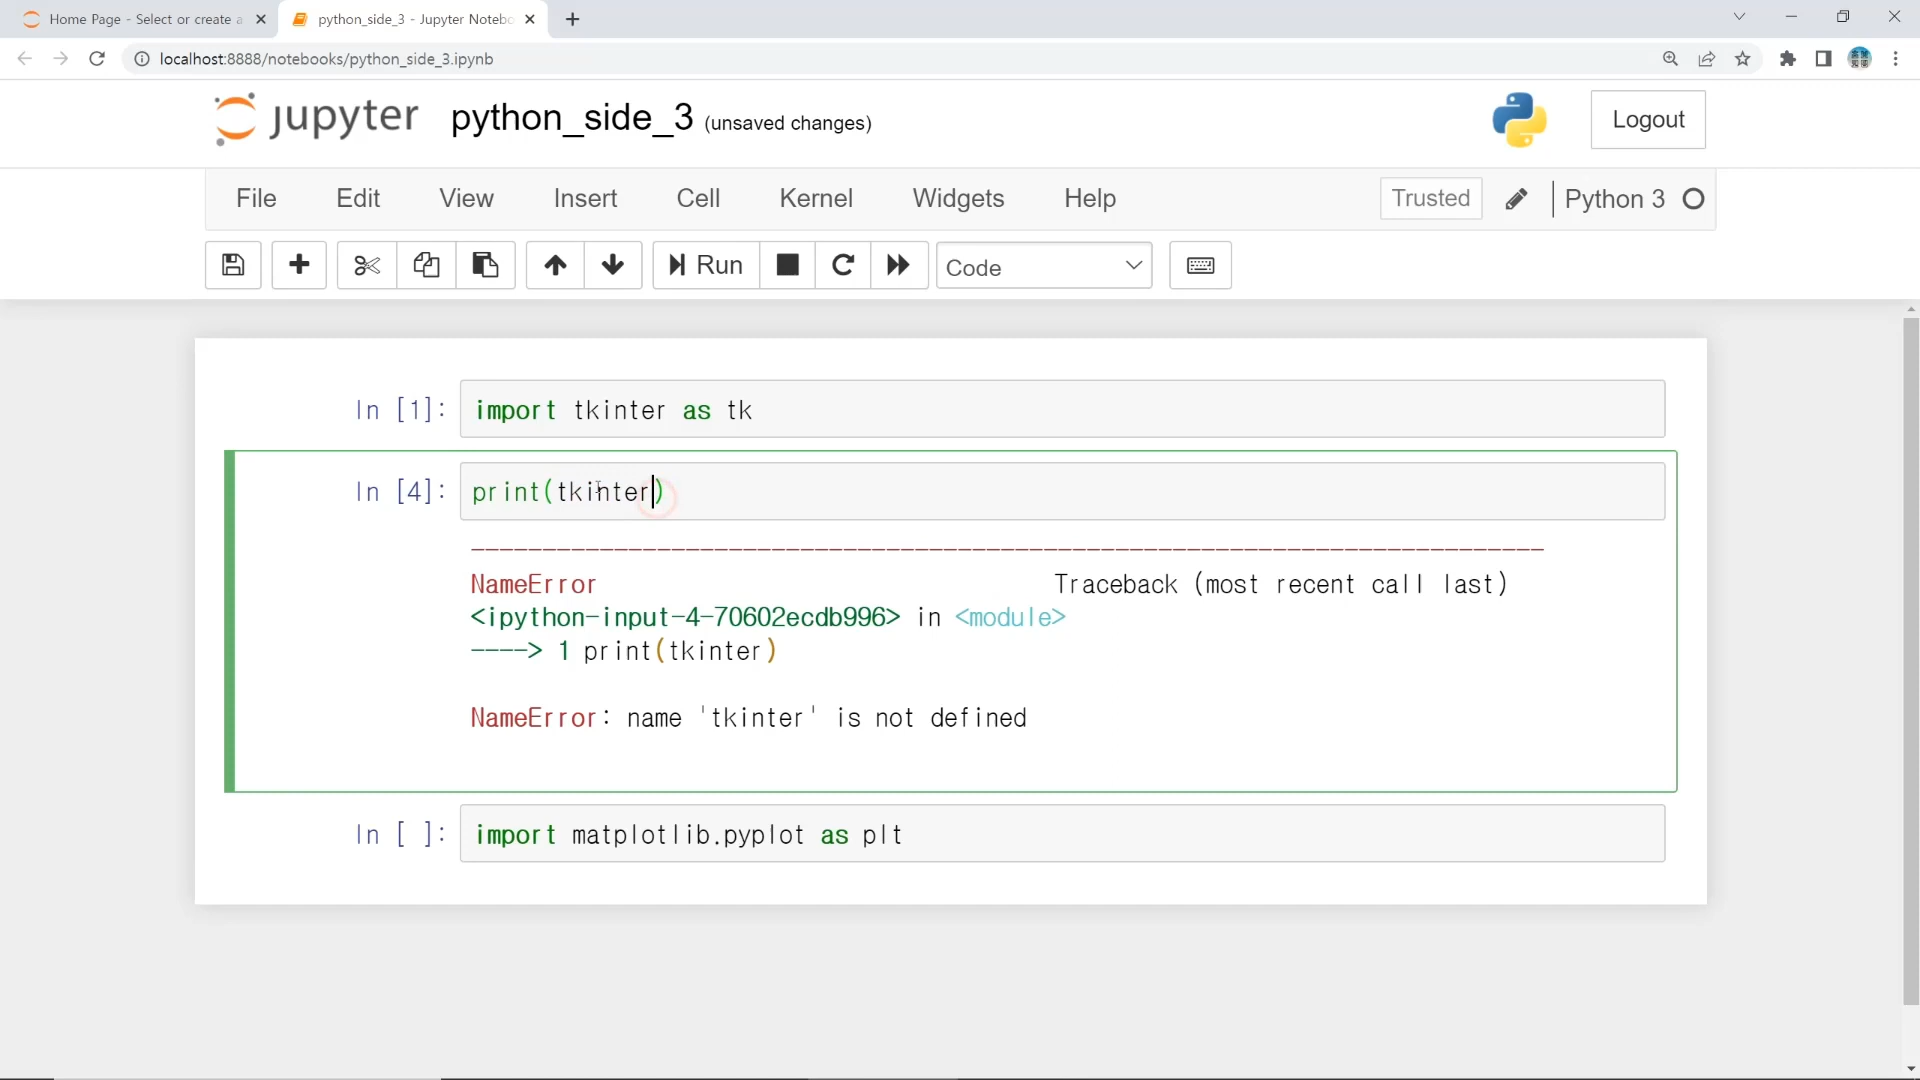 Home Page - Select or create a
python_side_3 - Jupyter Notebo
localhost:8888/notebooks/python_side_3.ipynb
jupyter python_side_3 (unsaved changes)
Logout
File Edit View Insert Cell Kernel Widgets Help
Trusted Python 3
Run Code
In [1]: import tkinter as tk
In [4]: print(tkinter)
---------------------------------------------------------------------------
NameError Traceback (most recent call last)
<ipython-input-4-70602ecdb996> in <module>
----> 1 print(tkinter)
NameError: name 'tkinter' is not defined
In [ ]: import matplotlib.pyplot as plt